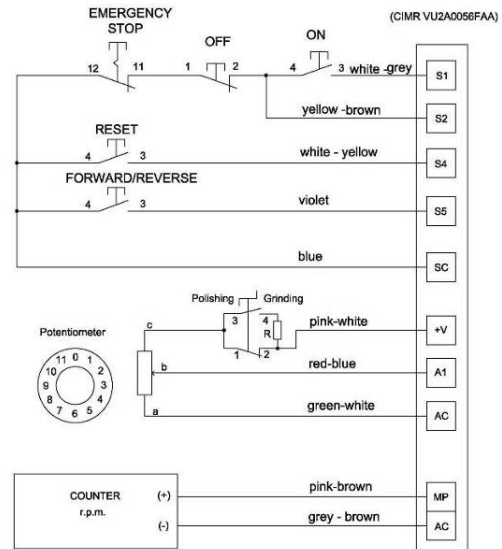 (CIMR VU2A0056FAA)
EMERGENCY
STOP
OFF
ON
12 11 1 2 4 3 white -grey S1
yellow -brown S2
RESET
4 3 white - yellow S4
FORWARD/REVERSE
4 3 violet S5
blue SC
Polishing Grinding
c 3 4 R pink-white +V
1 2
Potentiometer
11 0 1
10 2
9 3
8 4
7 6 5
b red-blue A1
a green-white AC
COUNTER
r.p.m.
(+) pink-brown MP
(-) grey - brown AC